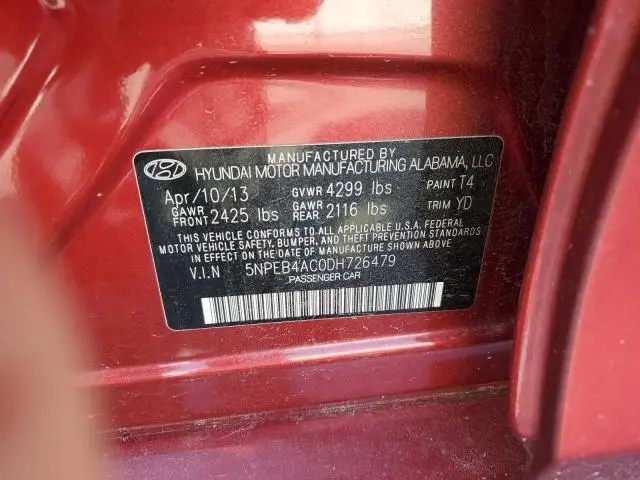 MANUFACTURED BY
HYUNDAI MOTOR MANUFACTURING ALABAMA, LLC
Apr/10/13 GVWR 4299 lbs PAINT T4
GAWR FRONT 2425 lbs GAWR REAR 2116 lbs TRIM YD
THIS VEHICLE CONFORMS TO ALL APPLICABLE U.S.A. FEDERAL
MOTOR VEHICLE SAFETY, BUMPER, AND THEFT PREVENTION STANDARDS
IN EFFECT ON THE DATE OF MANUFACTURE SHOWN ABOVE.
V.I.N 5NPEB4AC0DH726479
PASSENGER CAR